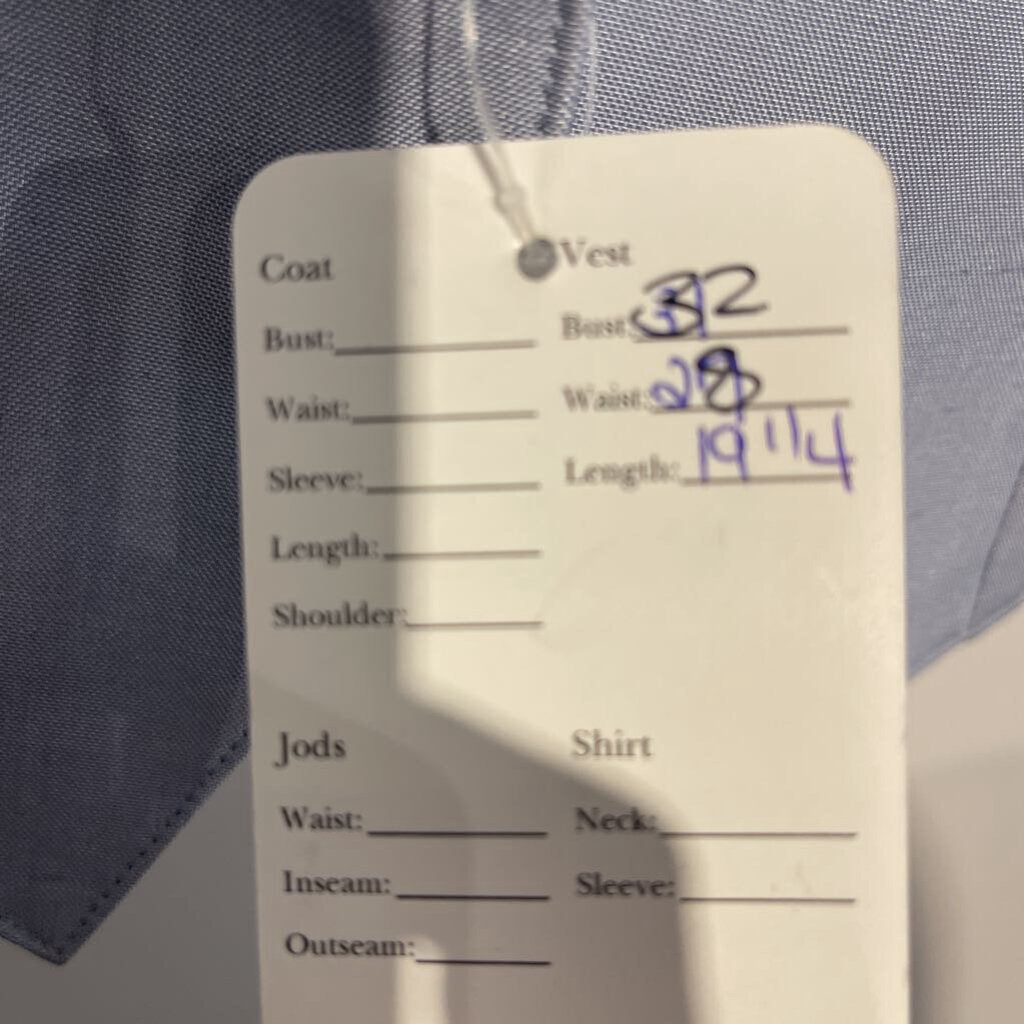 Coat
Bust:
Waist:
Sleeve:
Length:
Shoulder:
Vest
Bust: 32
Waist: 28
Length: 19 1/4
Jods
Waist:
Inseam:
Outseam:
Shirt
Neck:
Sleeve: